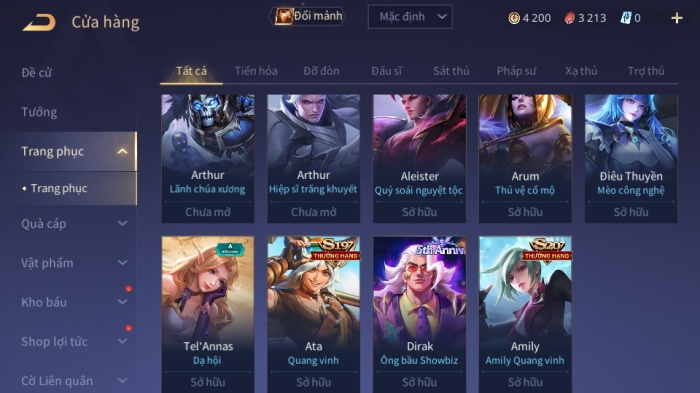 Cửa hàng
Đổi mảnh
Mặc định
4 200
3 213
0
Đề cử
Tướng
Trang phục
Trang phục
Quà cáp
Vật phẩm
Kho báu
Shop lợi tức
Cờ Liên quân
Tất cả
Tiến hóa
Đỡ đòn
Đấu sĩ
Sát thủ
Pháp sư
Xạ thủ
Trợ thủ
Arthur
Lãnh chúa xương
Chưa mở
Arthur
Hiệp sĩ trăng khuyết
Chưa mở
Aleister
Quỷ soái nguyệt tộc
Sở hữu
Arum
Thú vệ cổ mộ
Sở hữu
Điêu Thuyền
Mèo công nghệ
Sở hữu
Tel'Annas
Dạ hội
Sở hữu
S19
THƯỞNG HẠNG
Ata
Quang vinh
Sở hữu
5th Anniv
Dirak
Ông bầu Showbiz
Sở hữu
S20
THƯỞNG HẠNG
Amily
Amily Quang vinh
Sở hữu